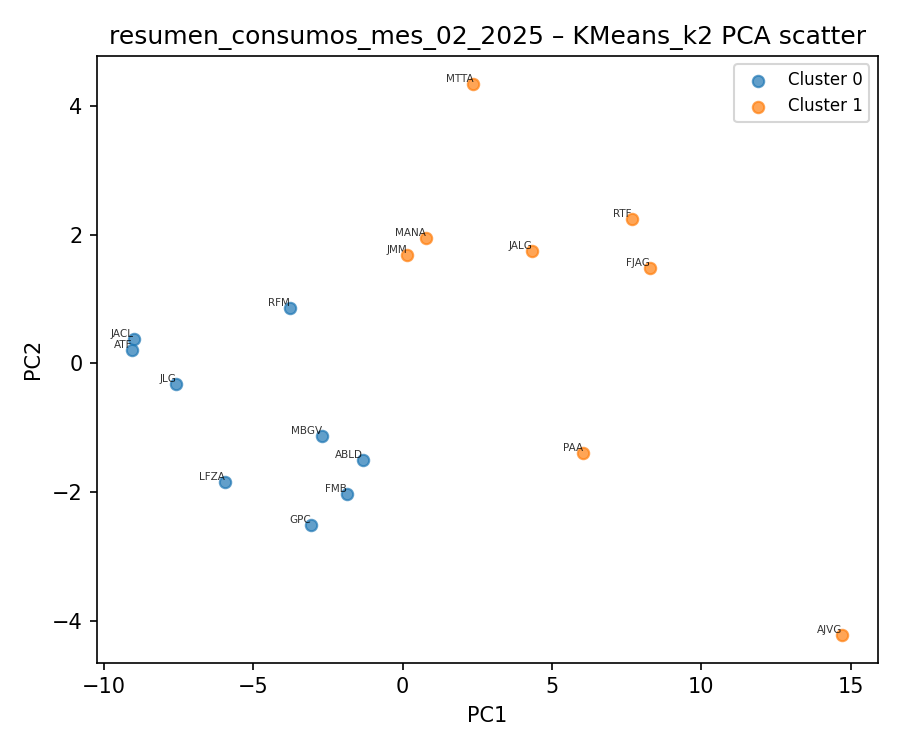 resumen_consumos_mes_02_2025 – KMeans_k2 PCA scatter
Cluster 0
Cluster 1
MTTA
RTF
MANA
JMM
JALG
FJAG
RFM
JACL
ATF
JLG
MBGV
ABLD
PAA
LFZA
FMB
GPC
AJVG
4
2
0
−2
−4
PC2
−10
−5
0
5
10
15
PC1